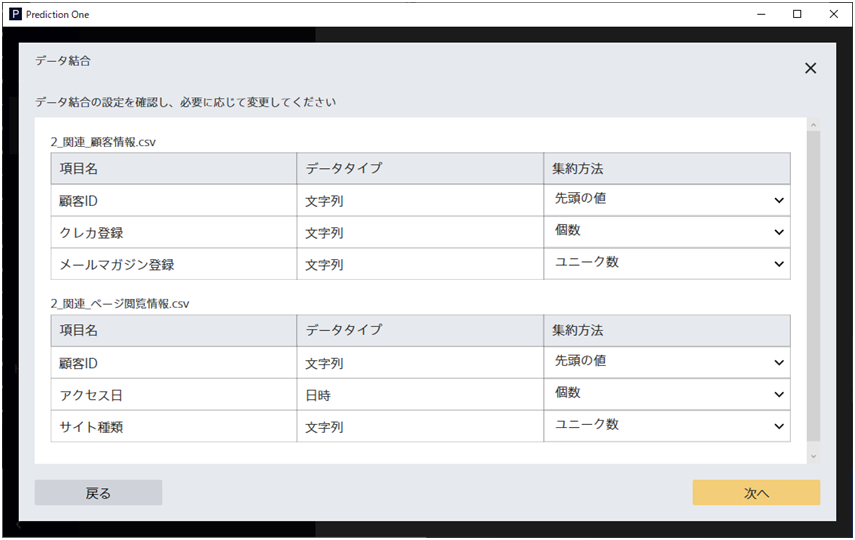 Prediction One
データ結合
データ結合の設定を確認し、必要に応じて変更してください
2_関連_顧客情報.csv
項目名 データタイプ 集約方法
顧客ID 文字列 先頭の値
クレカ登録 文字列 個数
メールマガジン登録 文字列 ユニーク数
2_関連_ページ閲覧情報.csv
項目名 データタイプ 集約方法
顧客ID 文字列 先頭の値
アクセス日 日時 個数
サイト種類 文字列 ユニーク数
戻る 次へ